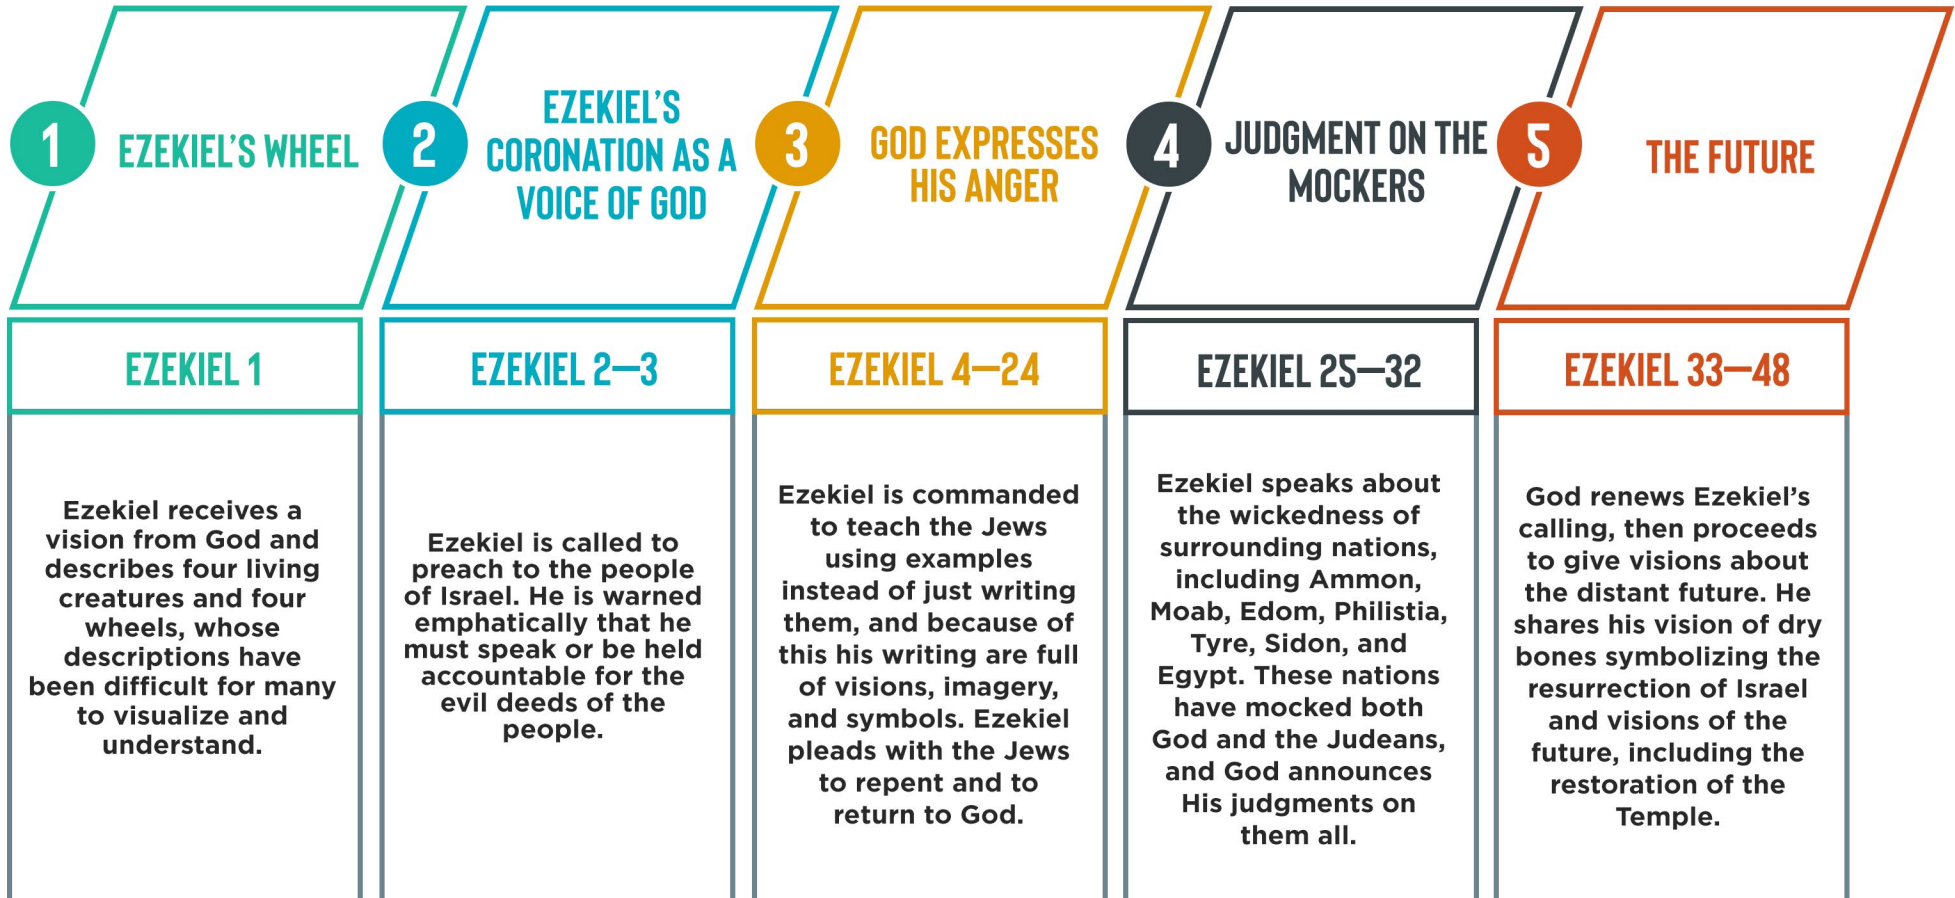 1
EZEKIEL'S WHEEL
EZEKIEL 1
Ezekiel receives a
vision from God and
describes four living
creatures and four
wheels, whose
descriptions have
been difficult for many
to visualize and
understand.
2
EZEKIEL'S
CORONATION AS A
VOICE OF GOD
EZEKIEL 2—3
Ezekiel is called to
preach to the people
of Israel. He is warned
emphatically that he
must speak or be held
accountable for the
evil deeds of the
people.
3
GOD EXPRESSES
HIS ANGER
EZEKIEL 4—24
Ezekiel is commanded
to teach the Jews
using examples
instead of just writing
them, and because of
this his writing are full
of visions, imagery,
and symbols. Ezekiel
pleads with the Jews
to repent and to
return to God.
4
JUDGMENT ON THE
MOCKERS
EZEKIEL 25—32
Ezekiel speaks about
the wickedness of
surrounding nations,
including Ammon,
Moab, Edom, Philistia,
Tyre, Sidon, and
Egypt. These nations
have mocked both
God and the Judeans,
and God announces
His judgments on
them all.
5
THE FUTURE
EZEKIEL 33—48
God renews Ezekiel’s
calling, then proceeds
to give visions about
the distant future. He
shares his vision of dry
bones symbolizing the
resurrection of Israel
and visions of the
future, including the
restoration of the
Temple.